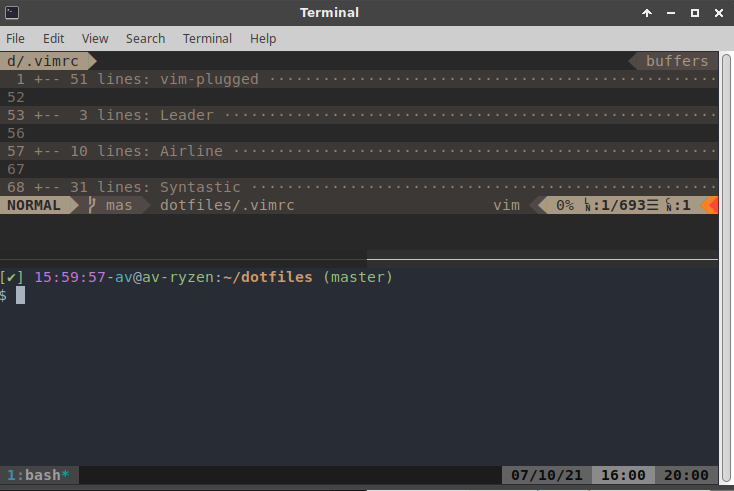 Terminal
File Edit View Search Terminal Help
d/.vimrc buffers
1 +-- 51 lines: vim-plugged ··················································
52
53 +--  3 lines: Leader ·······················································
56
57 +-- 10 lines: Airline ······················································
67
68 +-- 31 lines: Syntastic ····················································
NORMAL mas dotfiles/.vimrc vim 0% ㏑:1/693☰ ㏇:1
[✔] 15:59:57-av@av-ryzen:~/dotfiles (master)
$
1:bash* 07/10/21 16:00 20:00